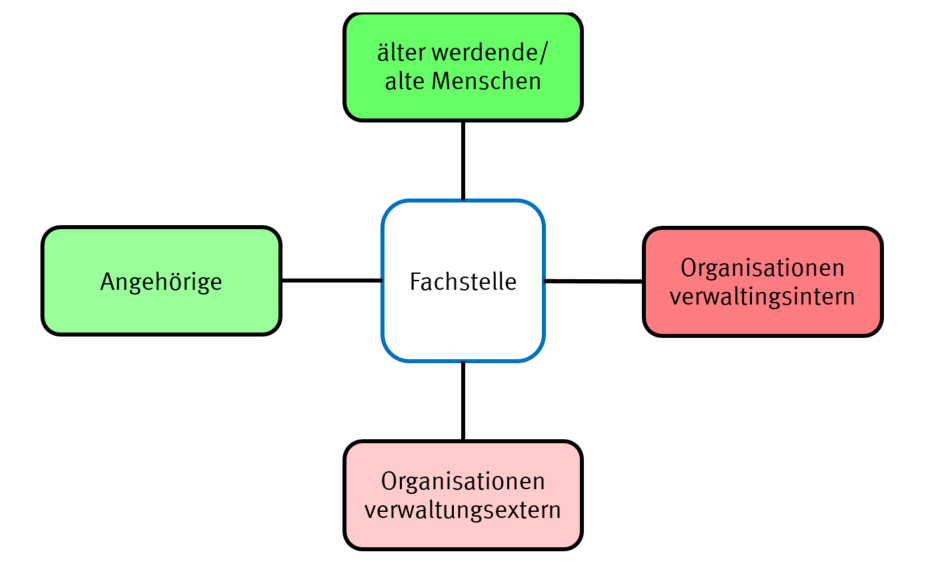 älter werdende/
alte Menschen
Angehörige
Fachstelle
Organisationen
verwaltingsintern
Organisationen
verwaltungsextern